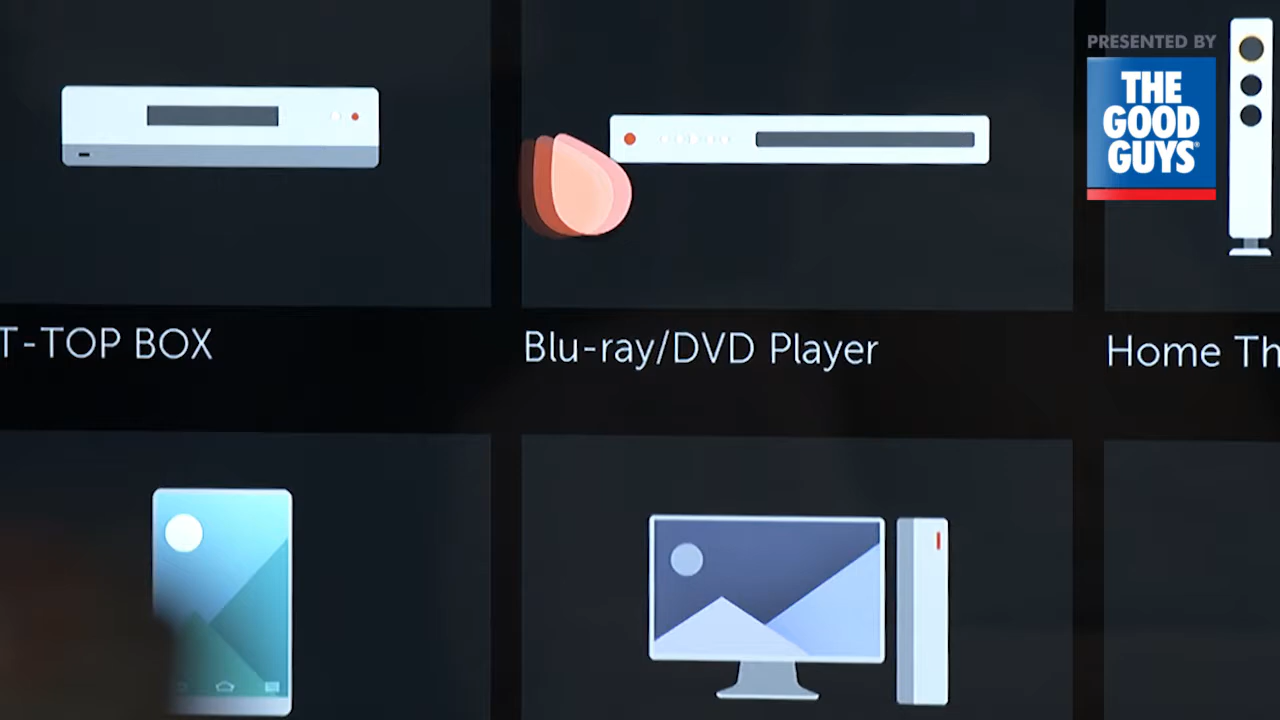 PRESENTED BY
THE
GOOD
GUYS®
T-TOP BOX
Blu-ray/DVD Player
Home Th